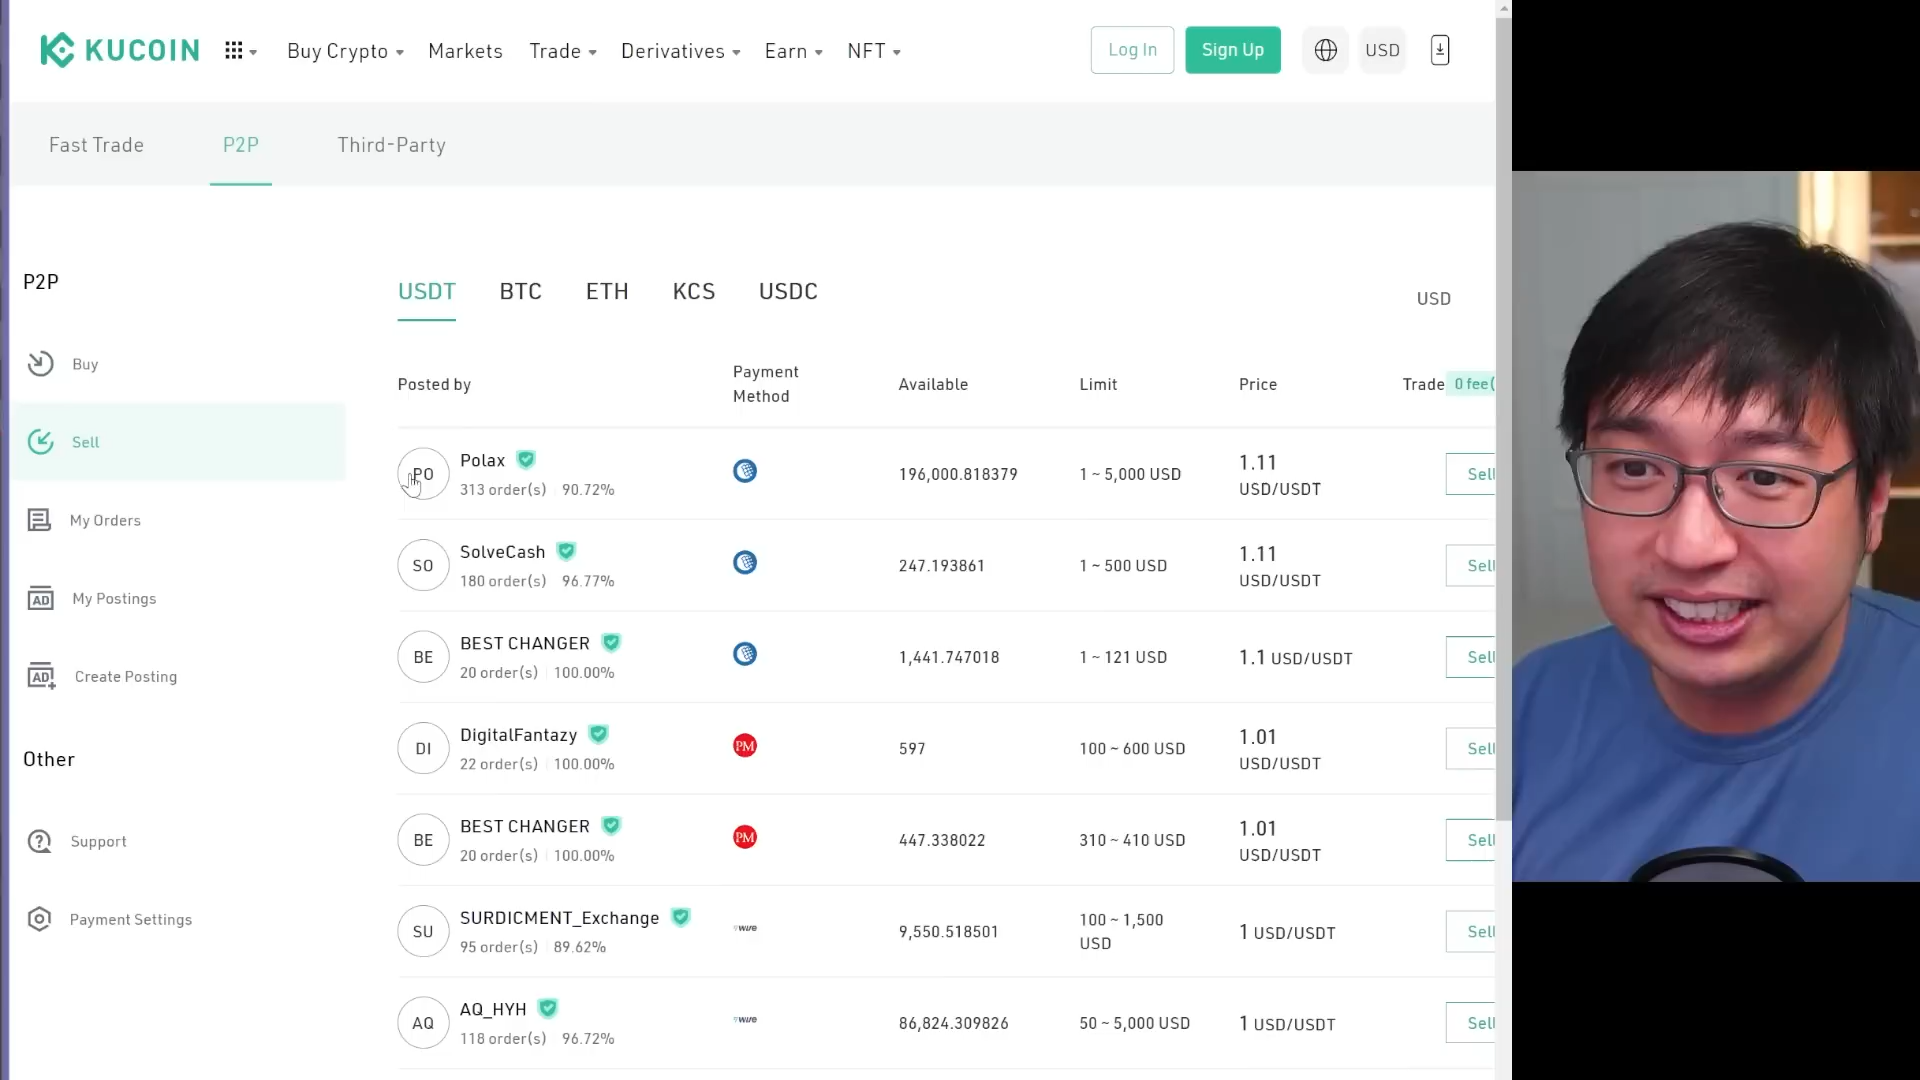 KUCOIN
Buy Crypto
Markets
Trade
Derivatives
Earn
NFT
Log In
Sign Up
USD
Fast Trade
P2P
Third-Party
P2P
Buy
Sell
My Orders
My Postings
Create Posting
Other
Support
Payment Settings
USDT BTC ETH KCS USDC
USD
Posted by
Payment
Method
Available
Limit
Price
Trade
0 fee(
PO
Polax
313 order(s) 90.72%
196,000.818379
1 ~ 5,000 USD
1.11
USD/USDT
Sell
SO
SolveCash
180 order(s) 96.77%
247.193861
1 ~ 500 USD
1.11
USD/USDT
Sell
BE
BEST CHANGER
20 order(s) 100.00%
1,441.747018
1 ~ 121 USD
1.1 USD/USDT
Sell
DI
DigitalFantazy
22 order(s) 100.00%
PM
597
100 ~ 600 USD
1.01
USD/USDT
Sell
BE
BEST CHANGER
20 order(s) 100.00%
PM
447.338022
310 ~ 410 USD
1.01
USD/USDT
Sell
SU
SURDICMENT_Exchange
95 order(s) 89.62%
wise
9,550.518501
100 ~ 1,500
USD
1 USD/USDT
Sell
AQ
AQ_HYH
118 order(s) 96.72%
wise
86,824.309826
50 ~ 5,000 USD
1 USD/USDT
Sell